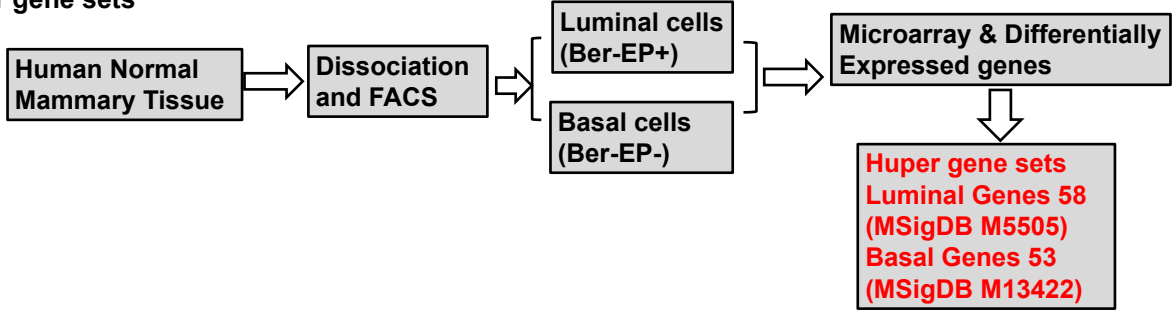 gene sets
Human Normal
Mammary Tissue
Dissociation
and FACS
Luminal cells
(Ber-EP+)
Basal cells
(Ber-EP-)
Microarray & Differentially
Expressed genes
Huper gene sets
Luminal Genes 58
(MSigDB M5505)
Basal Genes 53
(MSigDB M13422)